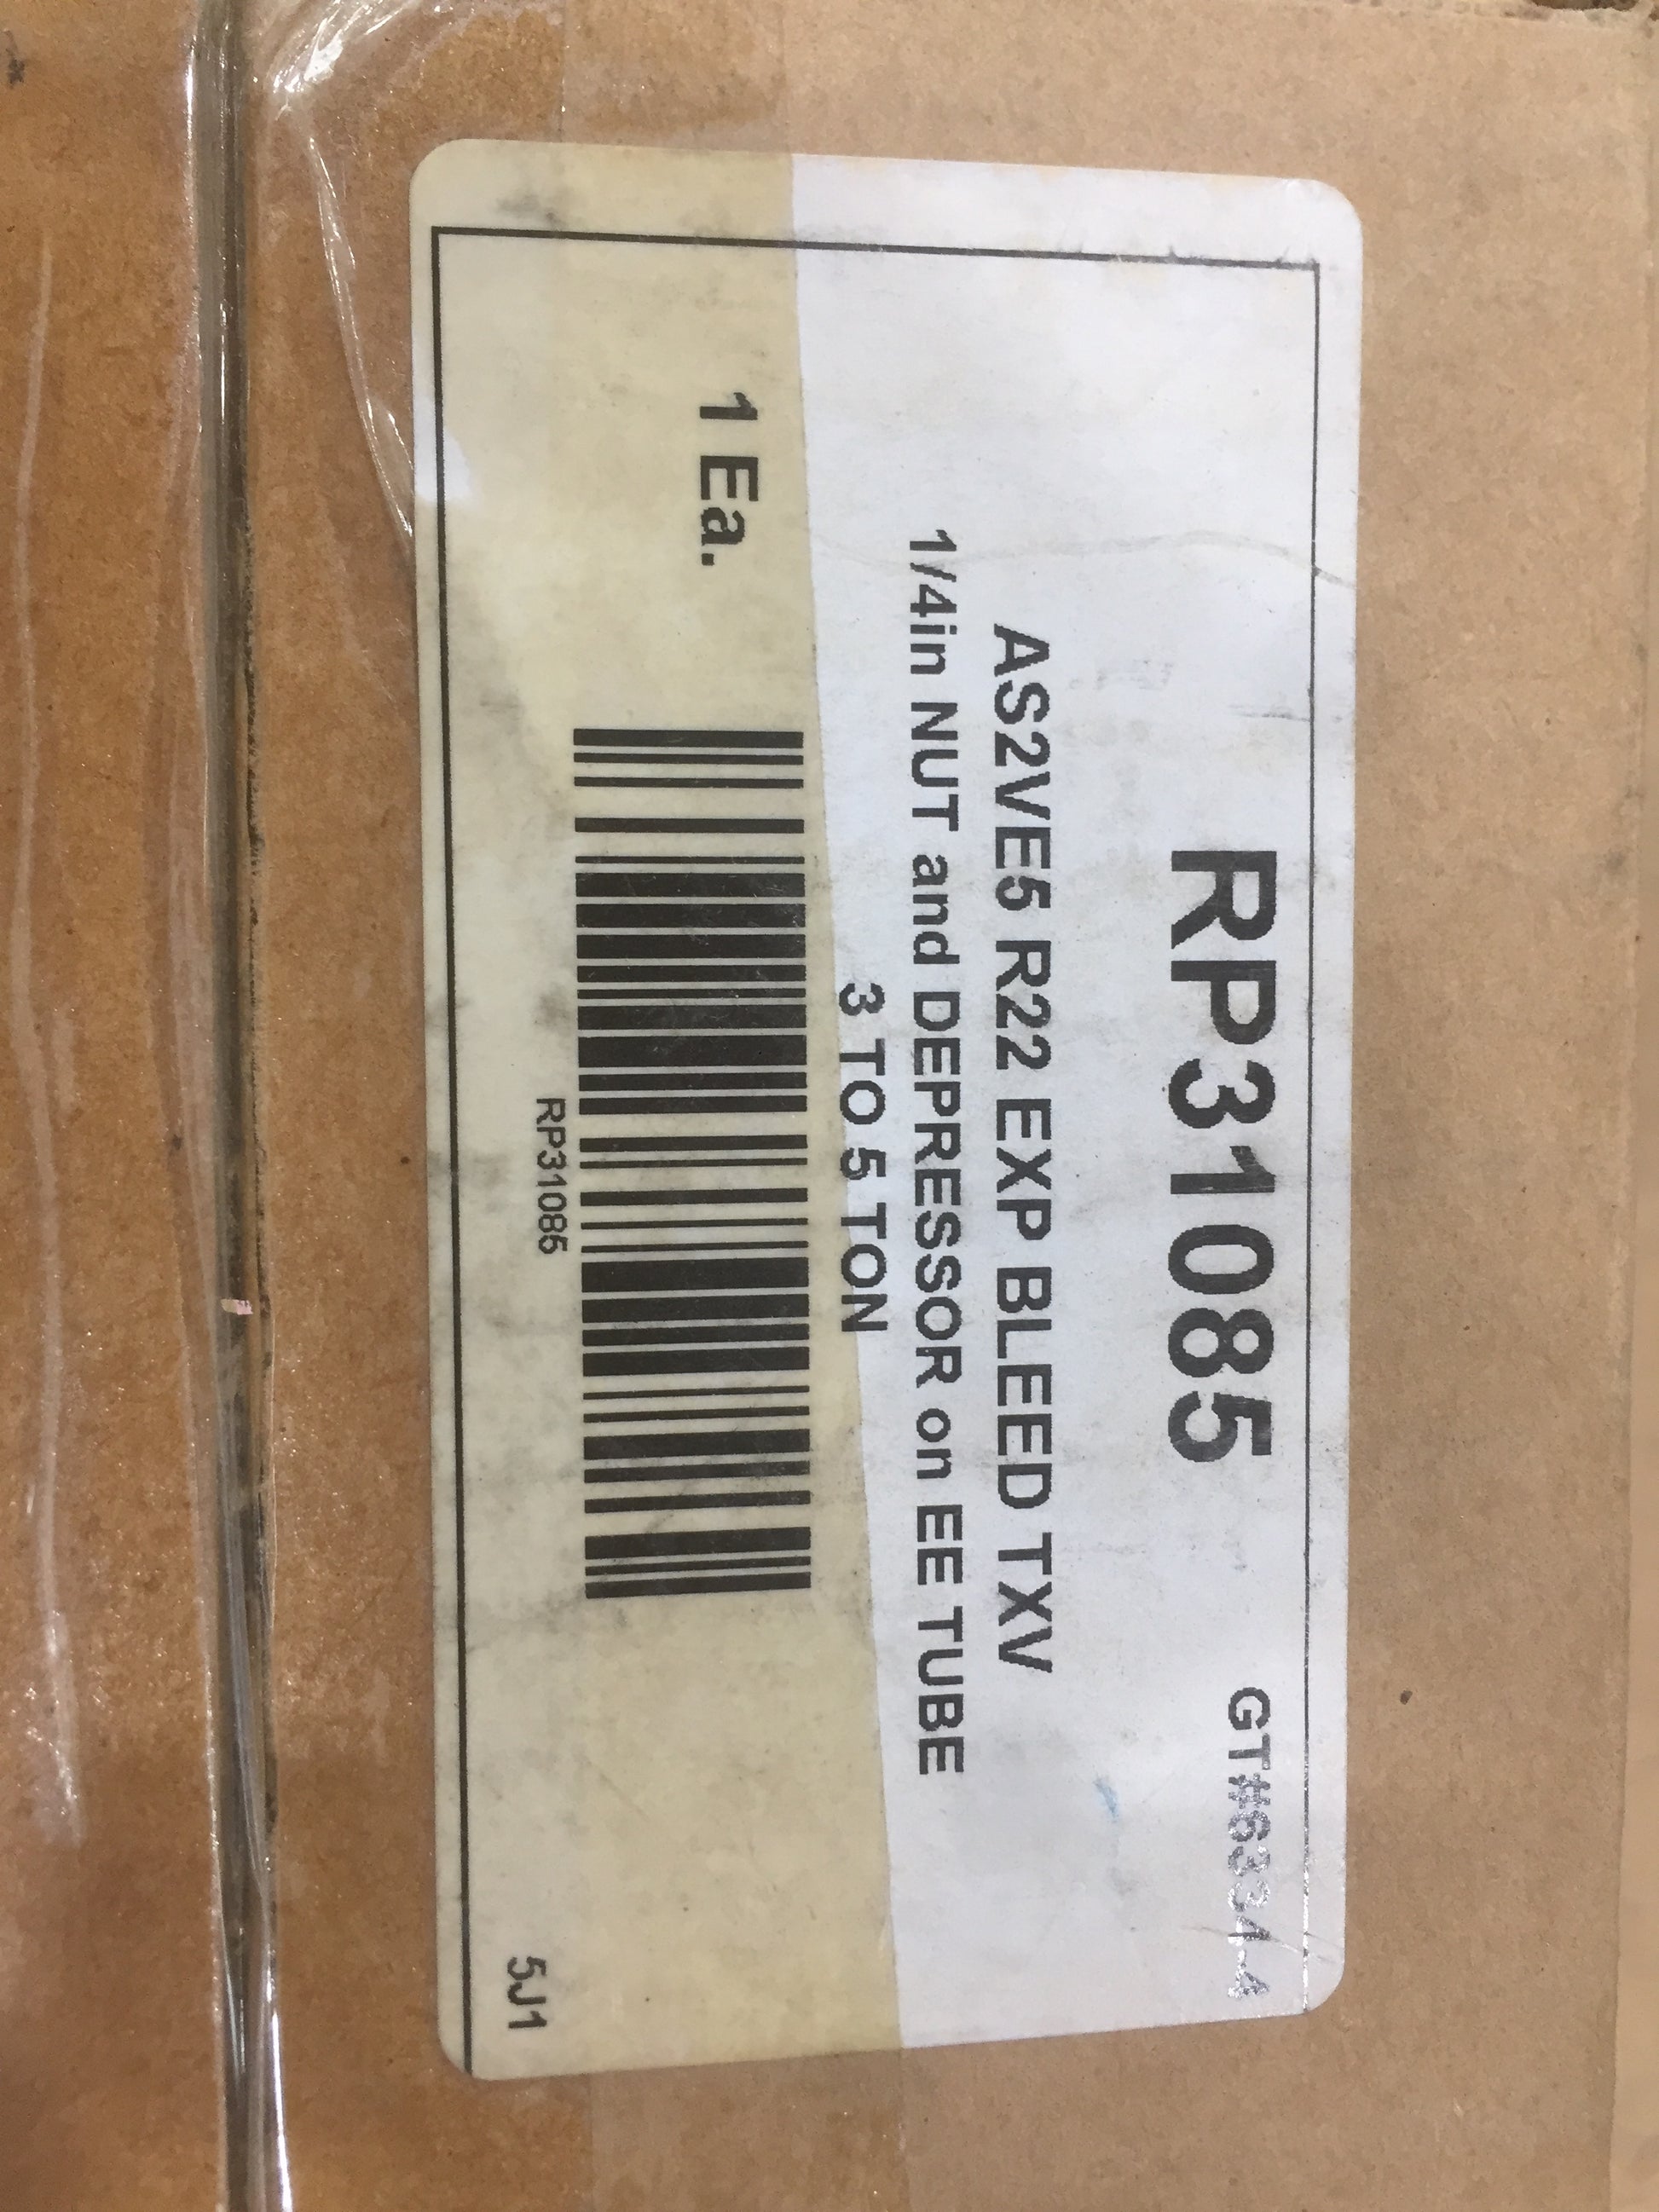 RP31085
GT#6334-4
AS2VE5 R22 EXP BLEED TXV
1/4in NUT and DEPRESSOR on EE TUBE
3 TO 5 TON
1 Ea.
RP31085
5J1